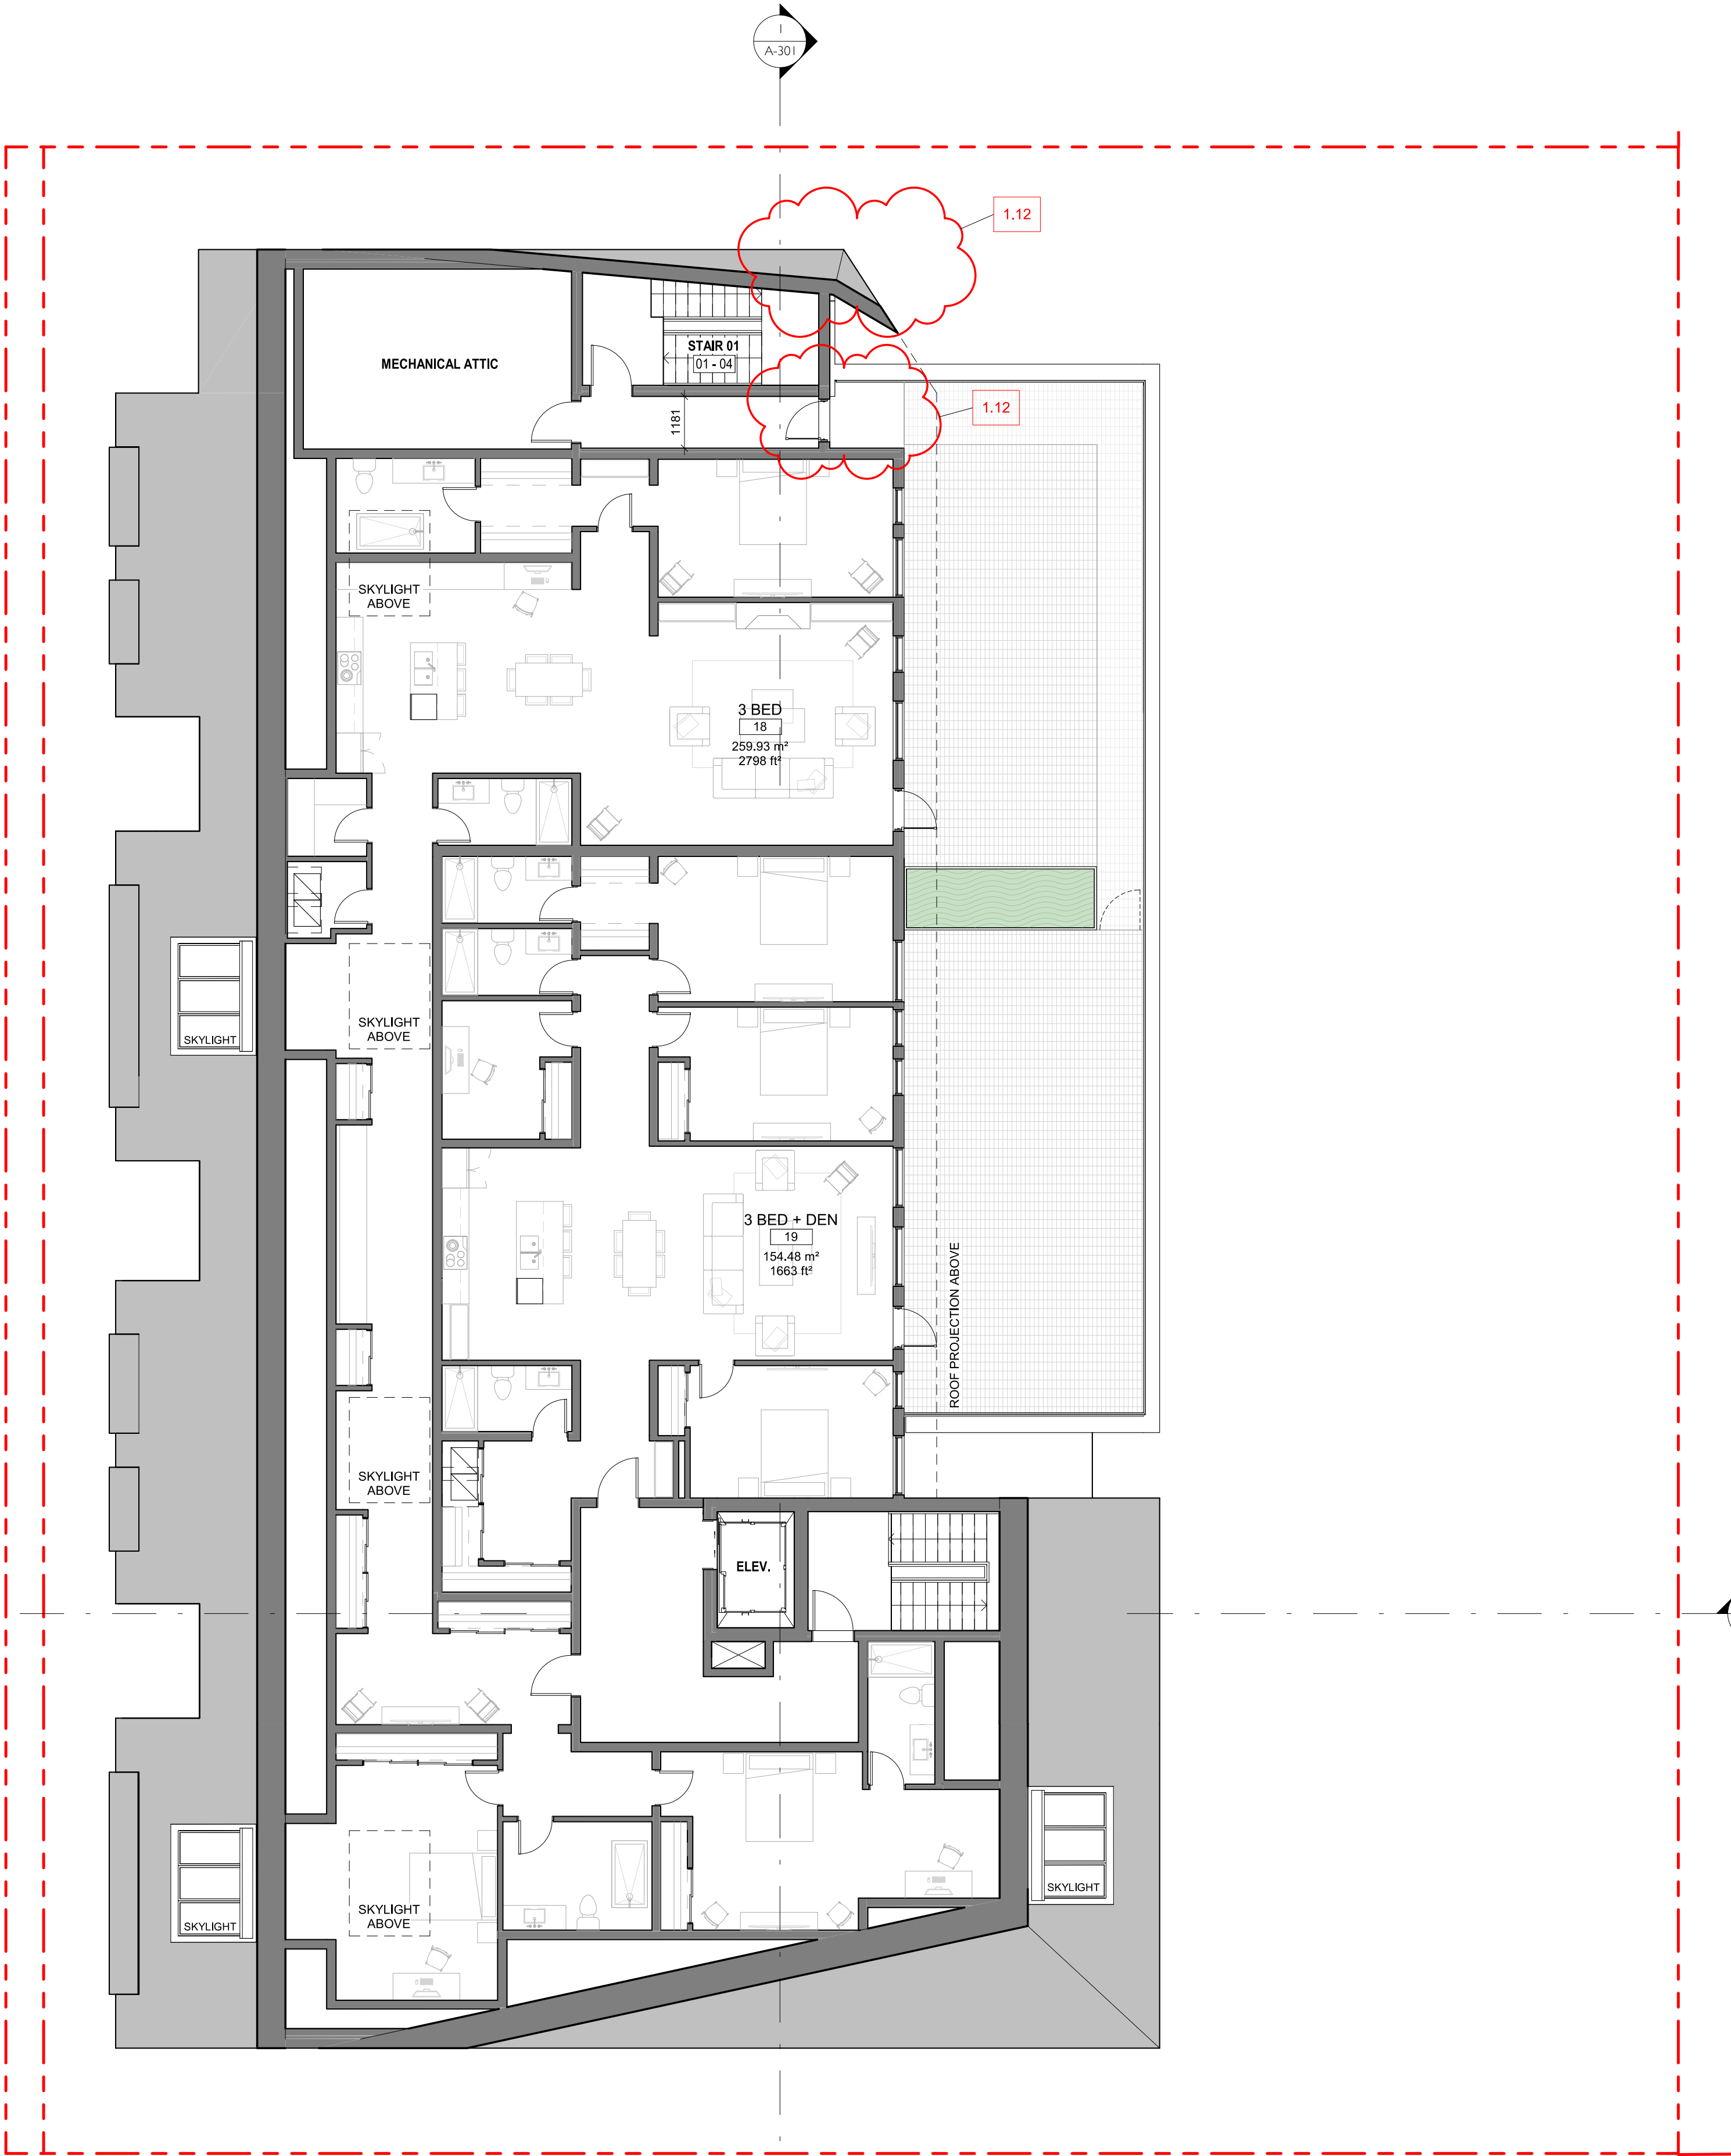 1
A-301
1.12
STAIR 01
01 - 04
MECHANICAL ATTIC
1.12
1181
SKYLIGHT
ABOVE
3 BED
18
259.93 m²
2798 ft²
SKYLIGHT
ABOVE
SKYLIGHT
3 BED + DEN
19
154.48 m²
1663 ft²
ROOF PROJECTION ABOVE
SKYLIGHT
ABOVE
ELEV.
SKYLIGHT
SKYLIGHT
ABOVE
SKYLIGHT